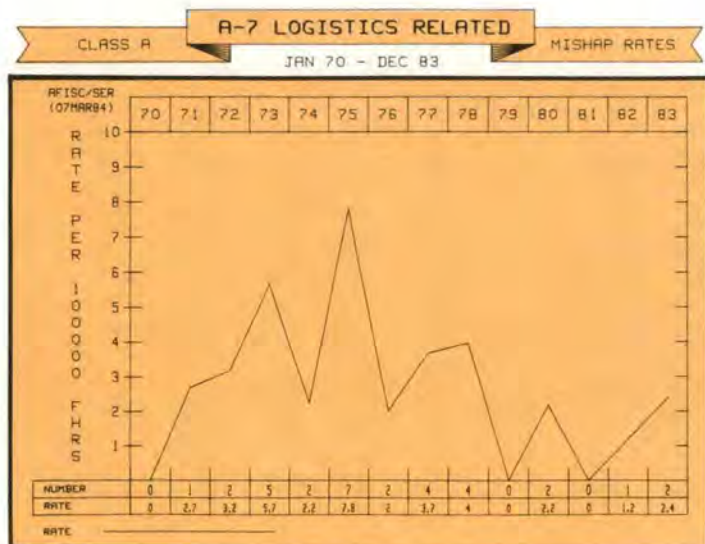 A-7 LOGISTICS RELATED
CLASS A
MISHAP RATES
JAN 70 - DEC 83
AFISC/SER
(07MAR84)
70 71 72 73 74 75 76 77 78 79 80 81 82 83
RATE PER 100000 FHRS
10
9
8
7
6
5
4
3
2
1
NUMBER 0 1 2 5 2 7 2 4 4 0 2 0 1 2
RATE 0 2.7 3.2 5.7 2.2 7.8 2 3.7 4 0 2.2 0 1.2 2.4
RATE